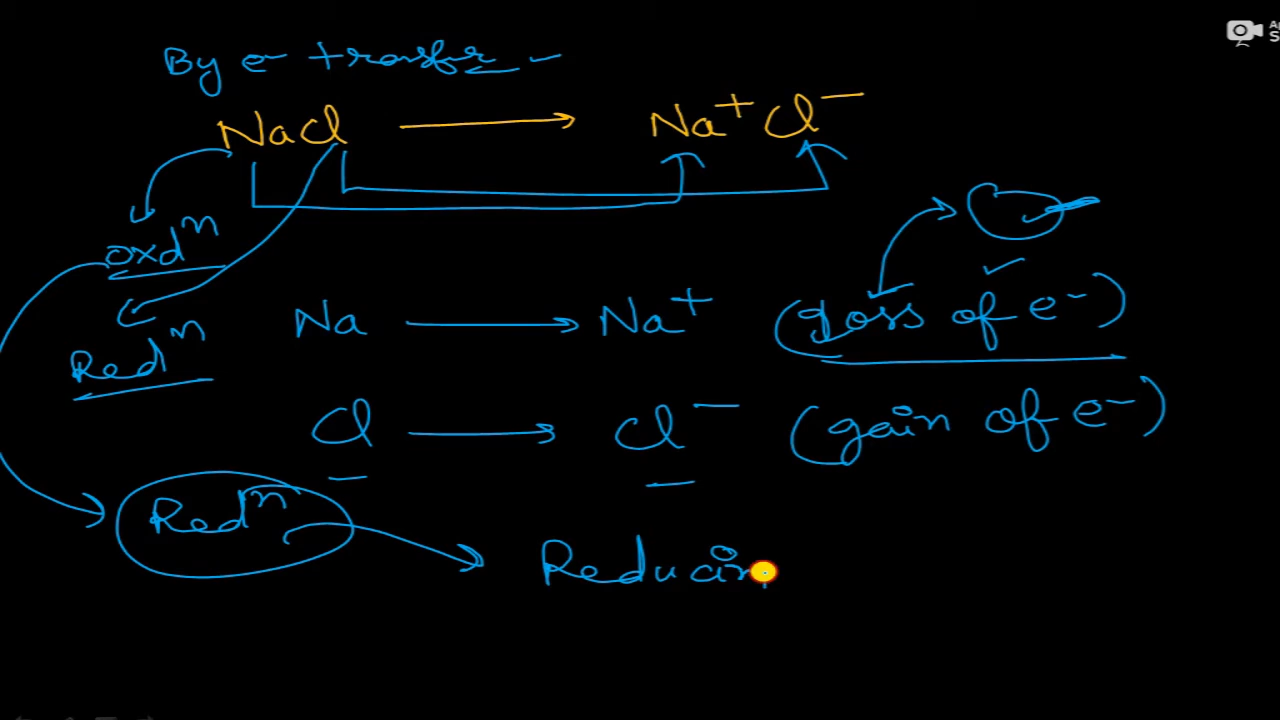 By e- transfer -
NaCl → Na+ Cl-
oxdn
Na → Na+ (Loss of e-)
Redn
Cl → Cl- (gain of e-)
Redn → Reducin